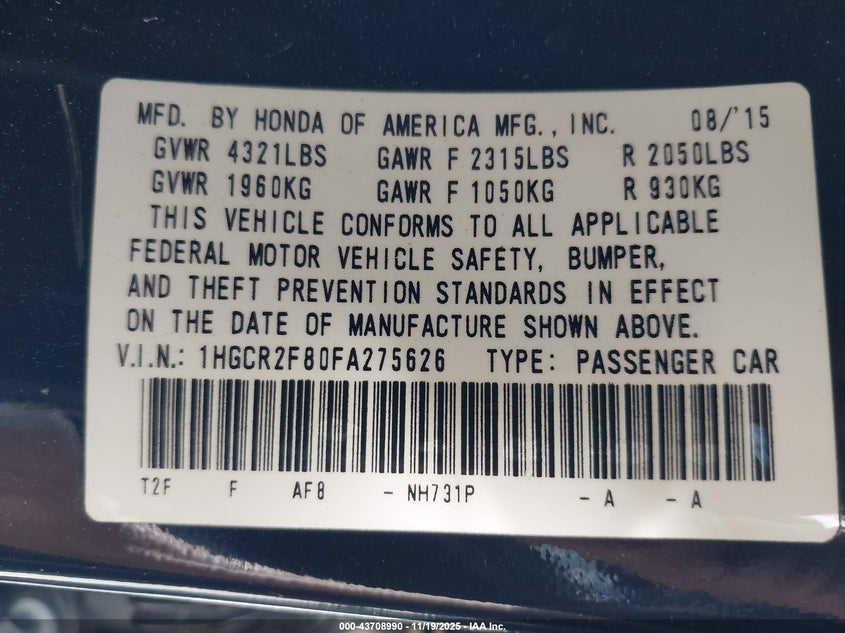 MFD. BY HONDA OF AMERICA MFG., INC. 08/'15
GVWR 4321LBS GAWR F 2315LBS R 2050LBS
GVWR 1960KG GAWR F 1050KG R 930KG
THIS VEHICLE CONFORMS TO ALL APPLICABLE
FEDERAL MOTOR VEHICLE SAFETY, BUMPER,
AND THEFT PREVENTION STANDARDS IN EFFECT
ON THE DATE OF MANUFACTURE SHOWN ABOVE.
V.I.N.: 1HGCR2F80FA275626 TYPE: PASSENGER CAR
T2F F AF8 - NH731P - A - A
000-43708990 - 11/19/2025 - IAA Inc.